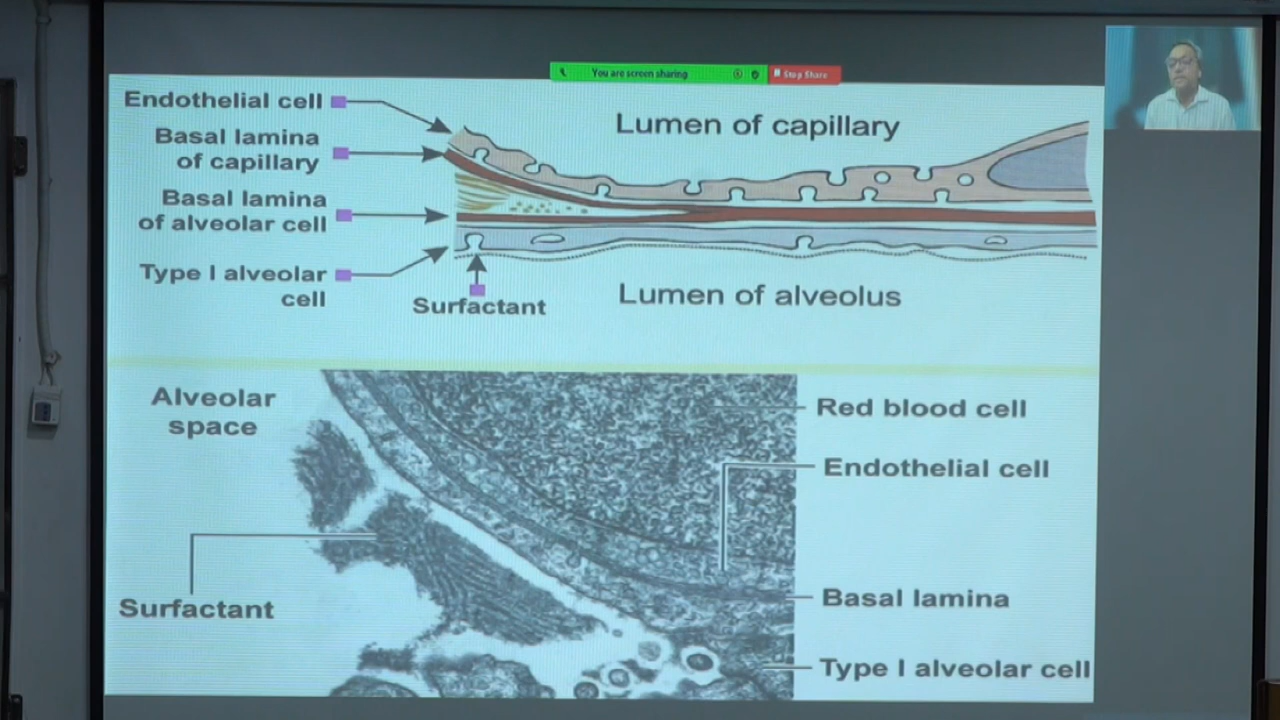 You are screen sharing
Stop Share
Endothelial cell
Basal lamina
of capillary
Basal lamina
of alveolar cell
Type I alveolar
cell
Surfactant
Lumen of capillary
Lumen of alveolus
Alveolar
space
Surfactant
Red blood cell
Endothelial cell
Basal lamina
Type I alveolar cell